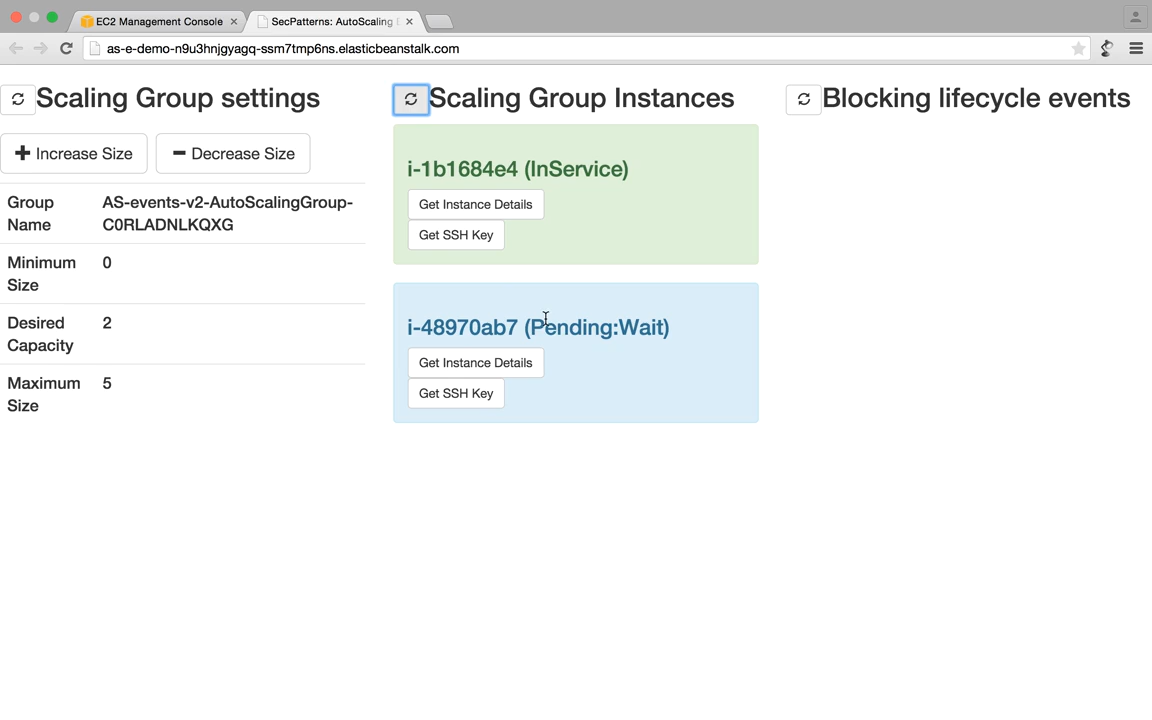 EC2 Management Console
SecPatterns: AutoScaling
as-e-demo-n9u3hnjgyagq-ssm7tmp6ns.elasticbeanstalk.com
Scaling Group settings
Increase Size
Decrease Size
Group Name
AS-events-v2-AutoScalingGroup-
C0RLADNLKQXG
Minimum Size
0
Desired Capacity
2
Maximum Size
5
Scaling Group Instances
i-1b1684e4 (InService)
Get Instance Details
Get SSH Key
i-48970ab7 (Pending:Wait)
Get Instance Details
Get SSH Key
Blocking lifecycle events